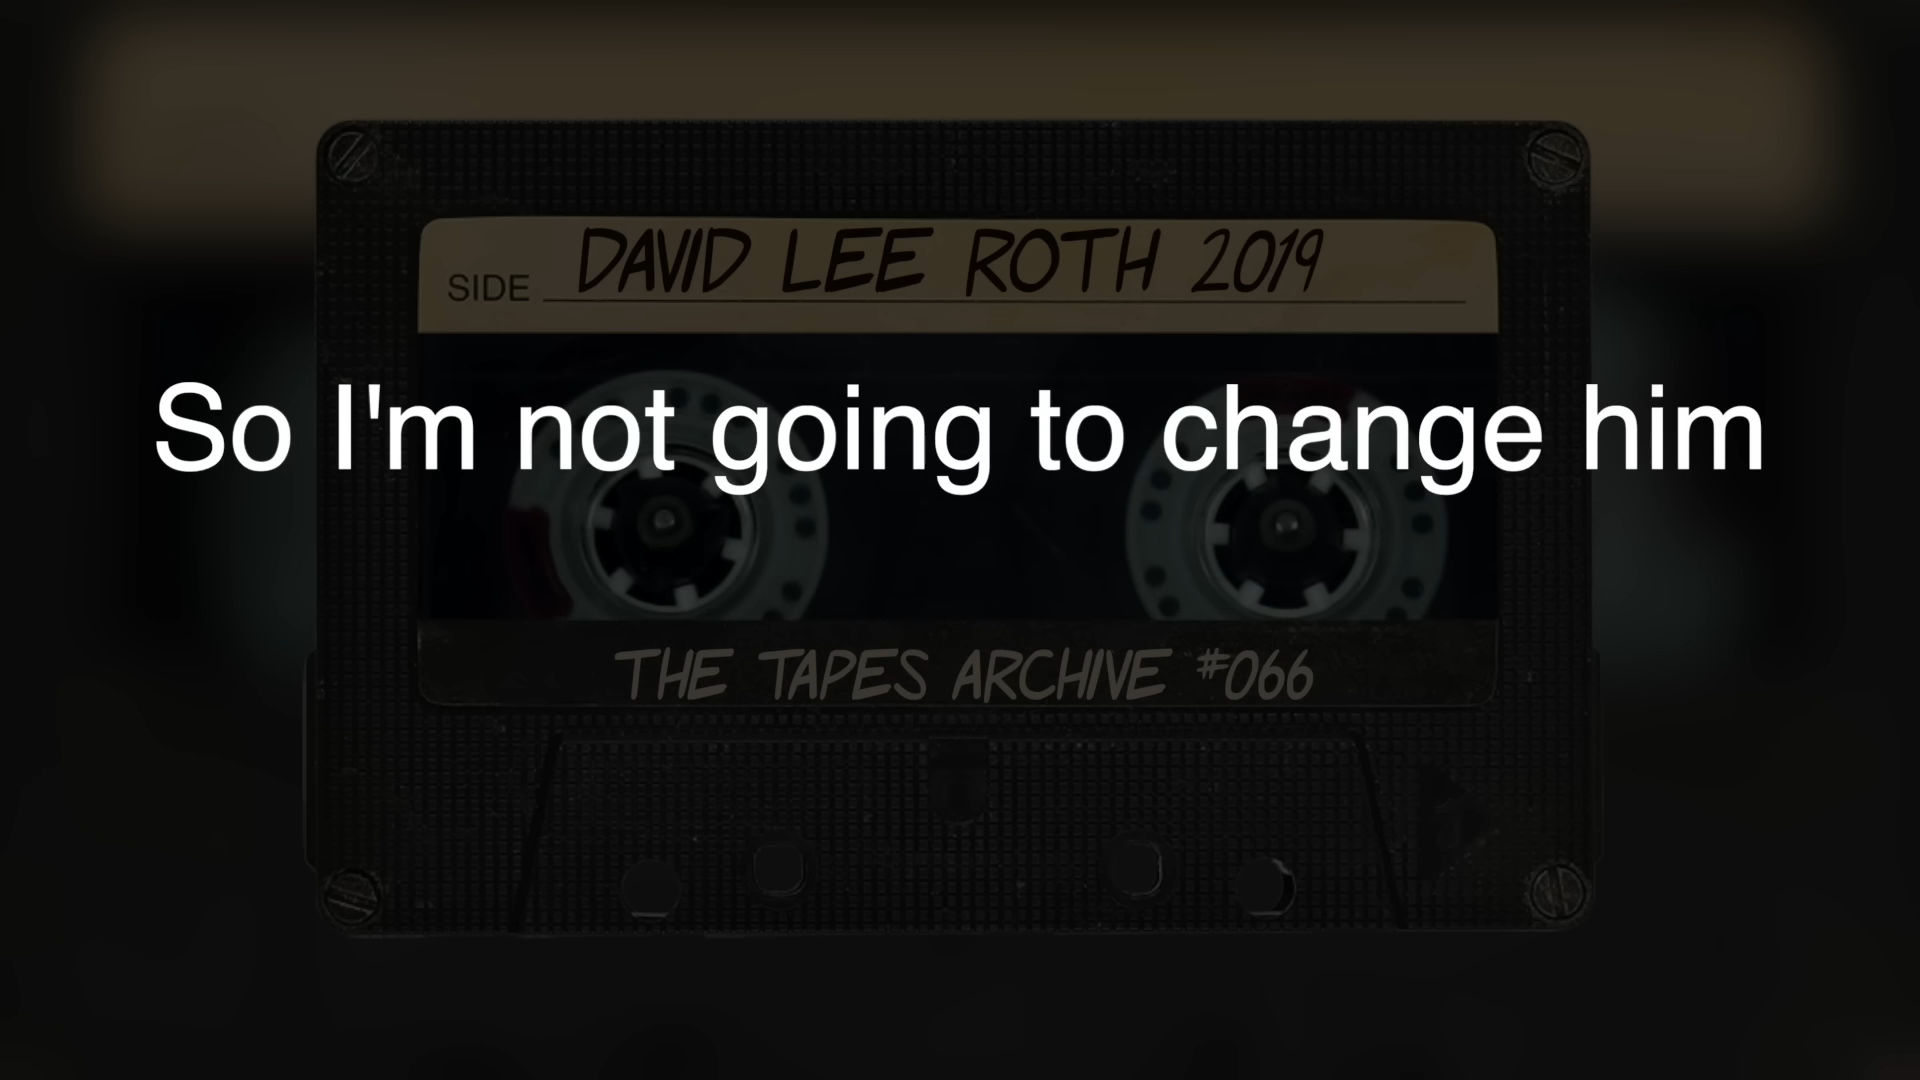 DAVID LEE ROTH 2019
SIDE
So I'm not going to change him
THE TAPES ARCHIVE #066